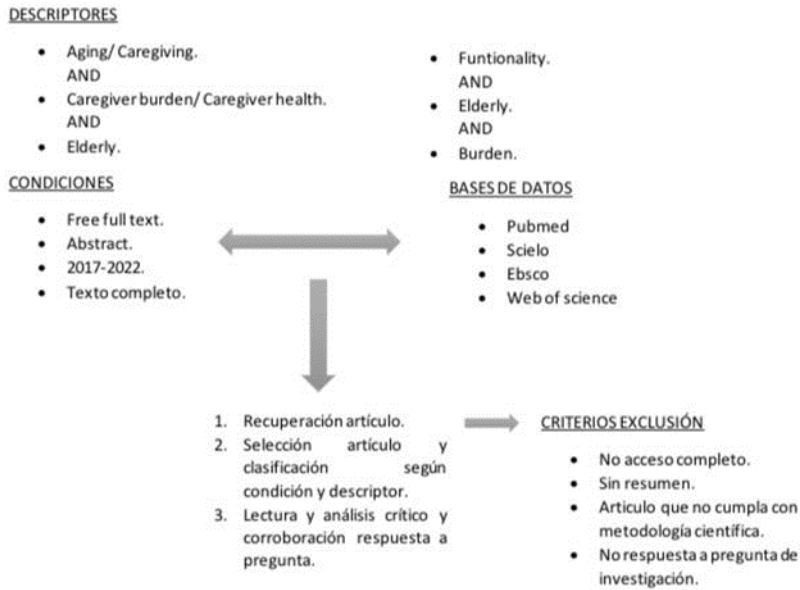 DESCRIPTORES
• Aging/ Caregiving.
AND
• Caregiver burden/ Caregiver health.
AND
• Elderly.
• Funtionality.
AND
• Elderly.
AND
• Burden.
CONDICIONES
• Free full text.
• Abstract.
• 2017-2022.
• Texto completo.
BASES DE DATOS
• Pubmed
• Scielo
• Ebsco
• Web of science
1. Recuperación artículo.
2. Selección artículo y
clasificación según
condición y descriptor.
3. Lectura y análisis crítico y
corroboración respuesta a
pregunta.
CRITERIOS EXCLUSIÓN
• No acceso completo.
• Sin resumen.
• Articulo que no cumpla con
metodología científica.
• No respuesta a pregunta de
investigación.